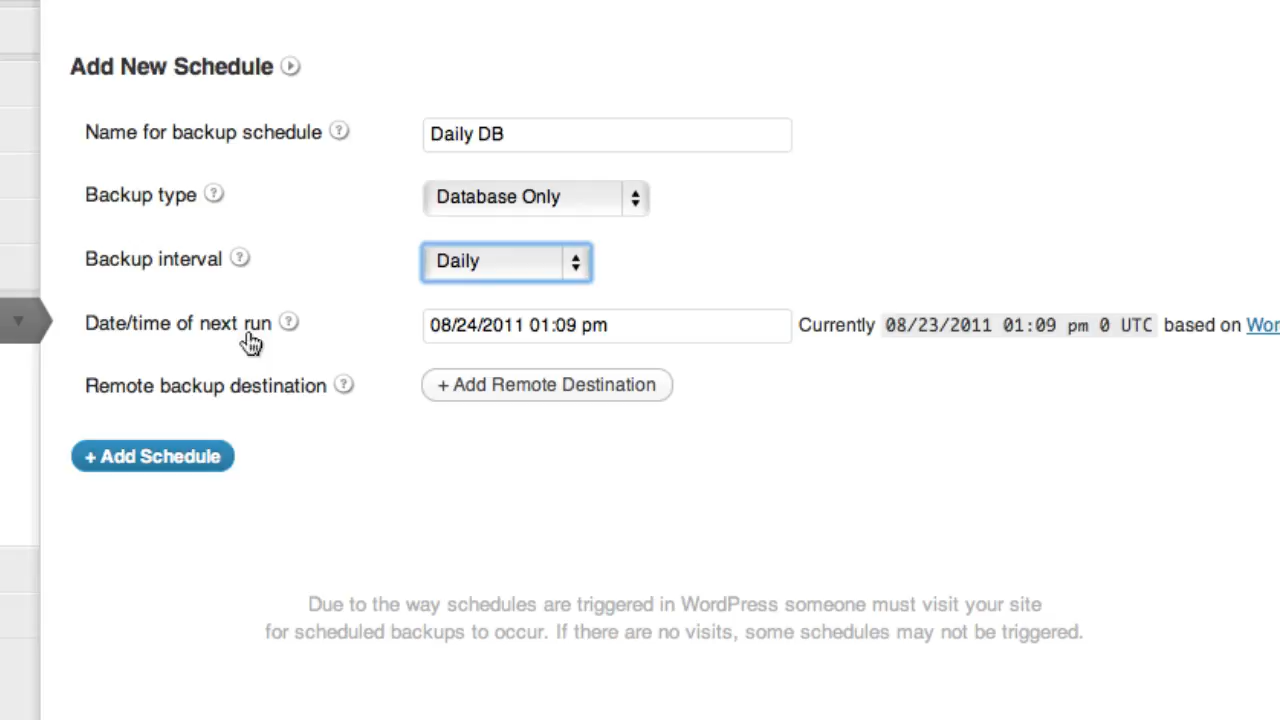 Add New Schedule
Name for backup schedule ? Daily DB
Backup type ? Database Only
Backup interval ? Daily
Date/time of next run ? 08/24/2011 01:09 pm Currently 08/23/2011 01:09 pm 0 UTC based on
Remote backup destination ? + Add Remote Destination
+ Add Schedule
Due to the way schedules are triggered in WordPress someone must visit your site
for scheduled backups to occur. If there are no visits, some schedules may not be triggered.